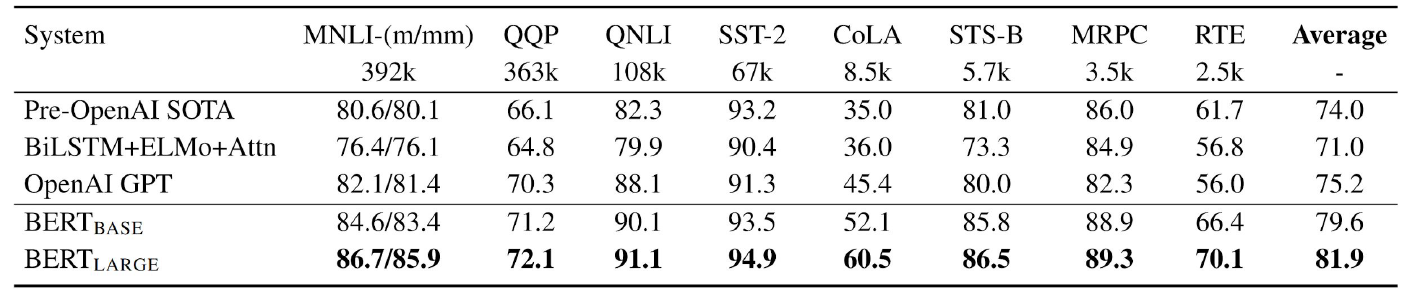 System MNLI-(m/mm) QQP QNLI SST-2 CoLA STS-B MRPC RTE Average
392k 363k 108k 67k 8.5k 5.7k 3.5k 2.5k -
Pre-OpenAI SOTA 80.6/80.1 66.1 82.3 93.2 35.0 81.0 86.0 61.7 74.0
BiLSTM+ELMo+Attn 76.4/76.1 64.8 79.9 90.4 36.0 73.3 84.9 56.8 71.0
OpenAI GPT 82.1/81.4 70.3 88.1 91.3 45.4 80.0 82.3 56.0 75.2
BERTBASE 84.6/83.4 71.2 90.1 93.5 52.1 85.8 88.9 66.4 79.6
BERTLARGE 86.7/85.9 72.1 91.1 94.9 60.5 86.5 89.3 70.1 81.9